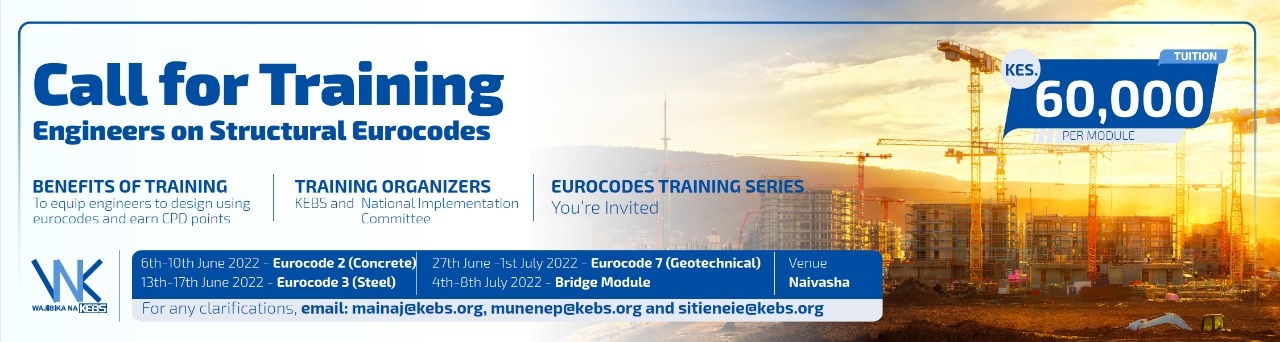 Call for Training
Engineers on Structural Eurocodes
KES.
TUITION
60,000
PER MODULE
BENEFITS OF TRAINING
To equip engineers to design using
eurocodes and earn CPD points
TRAINING ORGANIZERS
KEBS and National Implementation
Committee
EUROCODES TRAINING SERIES
You're Invited
WAJIBIKA NA KEBS
6th-10th June 2022 - Eurocode 2 (Concrete)
13th-17th June 2022 - Eurocode 3 (Steel)
27th June -1st July 2022 - Eurocode 7 (Geotechnical)
4th-8th July 2022 - Bridge Module
Venue
Naivasha
For any clarifications, email: mainaj@kebs.org, munenep@kebs.org and sitieneie@kebs.org